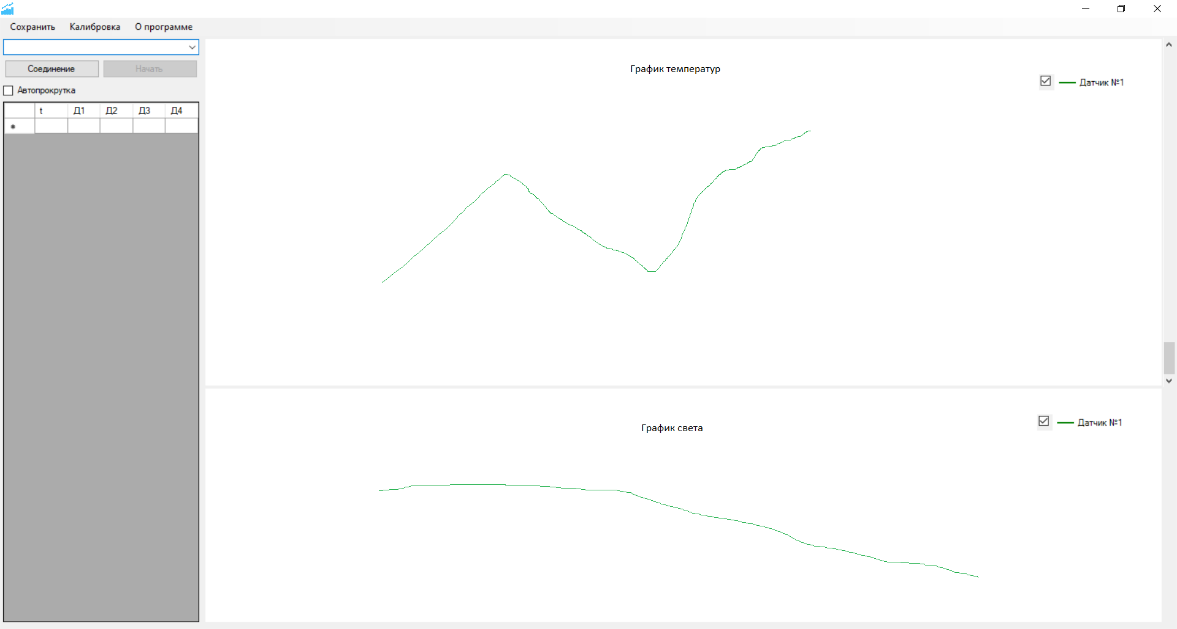 Сохранить Калибровка О программе
Соединение Начать
Автопрокрутка
t Д1 Д2 Д3 Д4
График температур
Датчик №1
График света
Датчик №1